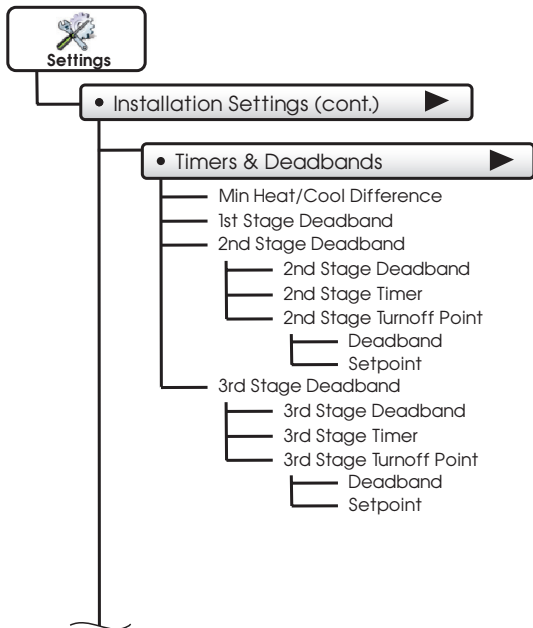 Settings
• Installation Settings (cont.)
• Timers & Deadbands
Min Heat/Cool Difference
1st Stage Deadband
2nd Stage Deadband
2nd Stage Deadband
2nd Stage Timer
2nd Stage Turnoff Point
Deadband
Setpoint
3rd Stage Deadband
3rd Stage Deadband
3rd Stage Timer
3rd Stage Turnoff Point
Deadband
Setpoint